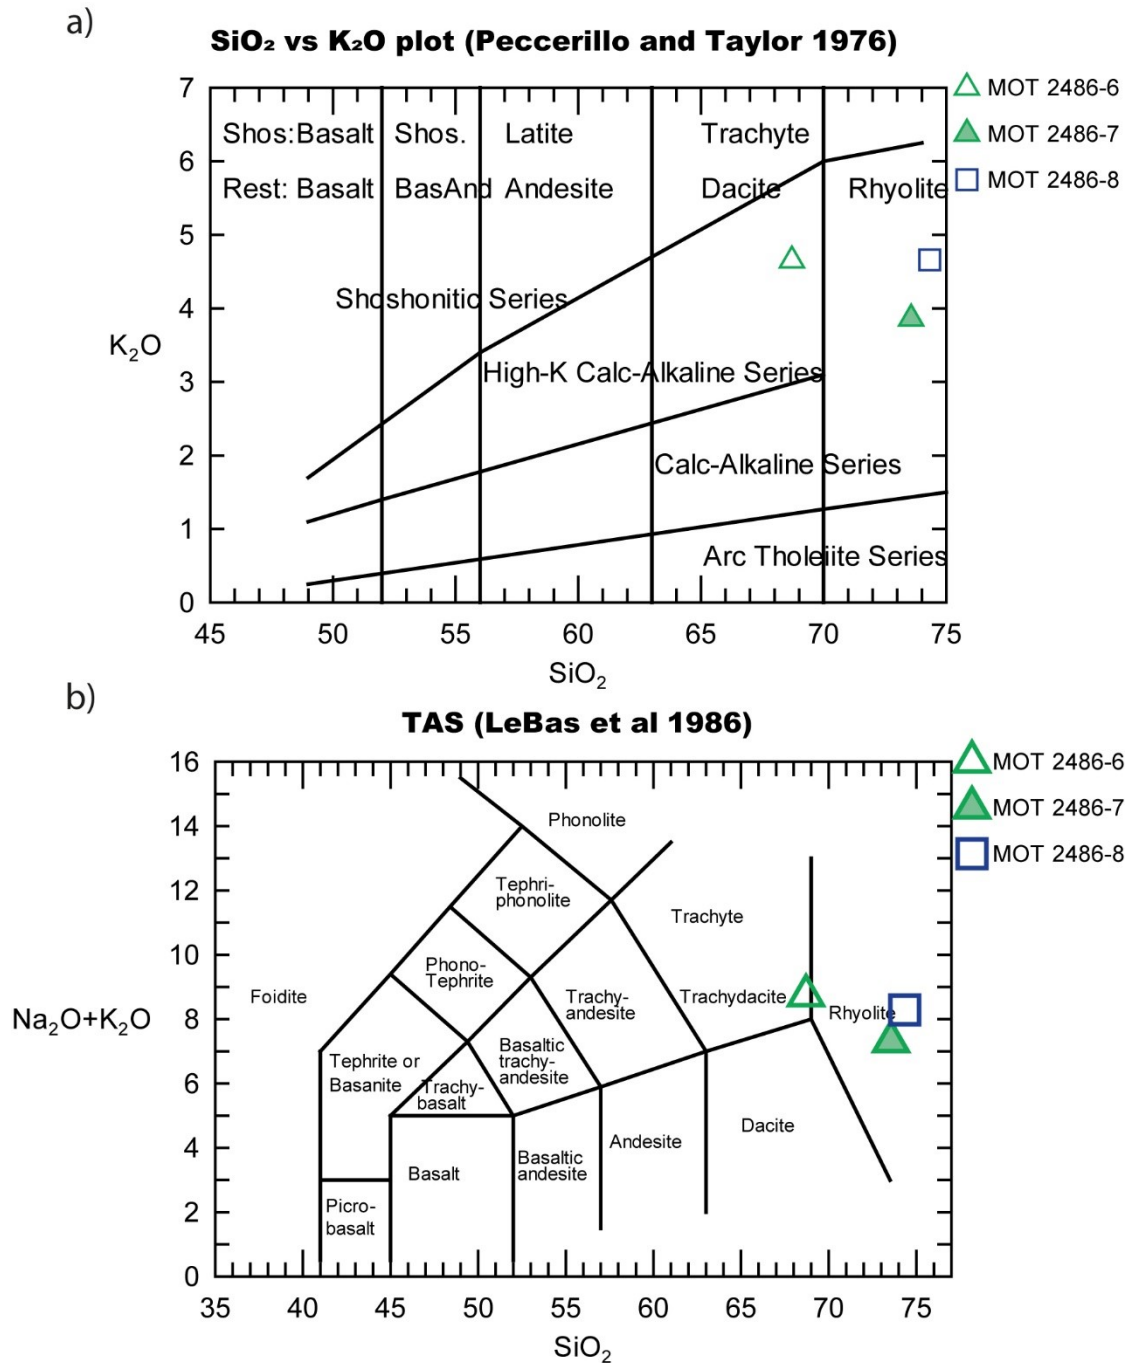 a)
SiO₂ vs K₂O plot (Peccerillo and Taylor 1976)
7
6
5
4
3
2
1
0
K₂O
Shos:Basalt
Shos.
Latite
Trachyte
Rest: Basalt
BasAnd
Andesite
Dacite
Rhyolite
Shoshonitic Series
High-K Calc-Alkaline Series
Calc-Alkaline Series
Arc Tholeiite Series
45 50 55 60 65 70 75
SiO₂
MOT 2486-6
MOT 2486-7
MOT 2486-8
b)
TAS (LeBas et al 1986)
16
14
12
10
8
6
4
2
0
Na₂O+K₂O
Phonolite
Tephri-
phonolite
Trachyte
Phono-
Tephrite
Foidite
Trachy-
andesite
Trachydacite
Rhyolite
Tephrite or
Basanite
Basaltic
trachy-
andesite
Trachy-
basalt
Andesite
Dacite
Basalt
Basaltic
andesite
Picro-
basalt
35 40 45 50 55 60 65 70 75
SiO₂
MOT 2486-6
MOT 2486-7
MOT 2486-8